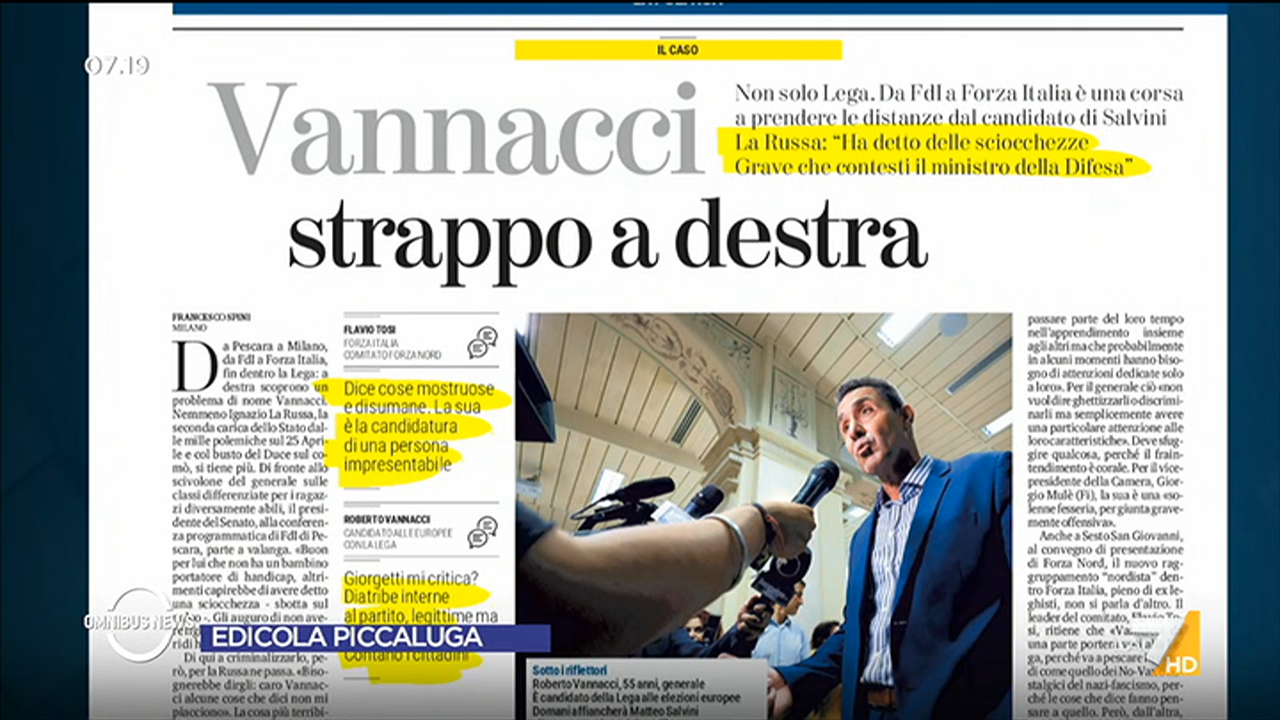 07.19
IL CASO
Vannacci
strappo a destra
Non solo Lega. Da FdI a Forza Italia è una corsa
a prendere le distanze dal candidato di Salvini
La Russa: “Ha detto delle sciocchezze
Grave che contesti il ministro della Difesa”
FRANCESCO SPINI
MILANO
Da Pescara a Milano,
da FdI a Forza Italia,
fin dentro la Lega: a
destra scoprono un
problema di nome Vannacci.
Nemmeno Ignazio La Russa, la
seconda carica dello Stato dal-
le mille polemiche sul 25 Apri-
le e col busto del Duce sul co-
mò, si tiene più. Di fronte allo
scivolone del generale sulle
classi differenziate per i ragaz-
zi diversamente abili, il presi-
dente del Senato, alla conferen-
za programmatica di FdI di Pe-
scara, parte a valanga. «Buon
per lui che non ha un bambino
portatore di handicap, altri-
menti capirebbe di avere detto
una sciocchezza - sbotta sul
-. Gli auguro di non ave-
Di qui a criminalizzarlo, pe-
rò, per La Russa ne passa. «Biso-
gnerebbe dirgli: caro Vannac-
ci alcune cose che dici non mi
piacciono». La cosa più terribi-
FLAVIO TOSI
FORZA ITALIA
COMITATO FORZA NORD
Dice cose mostruose
e disumane. La sua
è la candidatura
di una persona
impresentabile
ROBERTO VANNACCI
CANDIDATO ALLE EUROPEE
CON LA LEGA
Giorgetti mi critica?
Diatribe interne
al partito, legittime ma
contano i cittadini
Sotto i riflettori
Roberto Vannacci, 55 anni, generale
È candidato della Lega alle elezioni europee
Domani affiancherà Matteo Salvini
passare parte del loro tempo
nell'apprendimento insieme
agli altri ma che probabilmente
in alcuni momenti hanno biso-
gno di attenzioni dedicate solo
a loro». Per il generale ciò «non
vuol dire ghettizzarli o discrimi-
narli ma semplicemente avere
una particolare attenzione alle
loro caratteristiche». Deve sfug-
gire qualcosa, perché il frain-
tendimento è corale. Per il vice-
presidente della Camera, Gior-
gio Mulè (Fi), la sua è una «so-
lenne fesseria, per giunta grave-
mente offensiva».
Anche a Sesto San Giovanni,
al convegno di presentazione
di Forza Nord, il nuovo rag-
gruppamento “nordista” den-
tro Forza Italia, pieno di ex le-
ghisti, non si parla d'altro. Il
leader del comitato, Flavio To-
si, ritiene che
una parte
ga, perché va a pescare
di come quello dei No-Vax,
stalgici del nazi-fascismo, per-
ché le cose che dice fanno pen-
sare a quello. Però, dall'altra,
OMNIBUS NEWS
EDICOLA PICCALUGA
HD